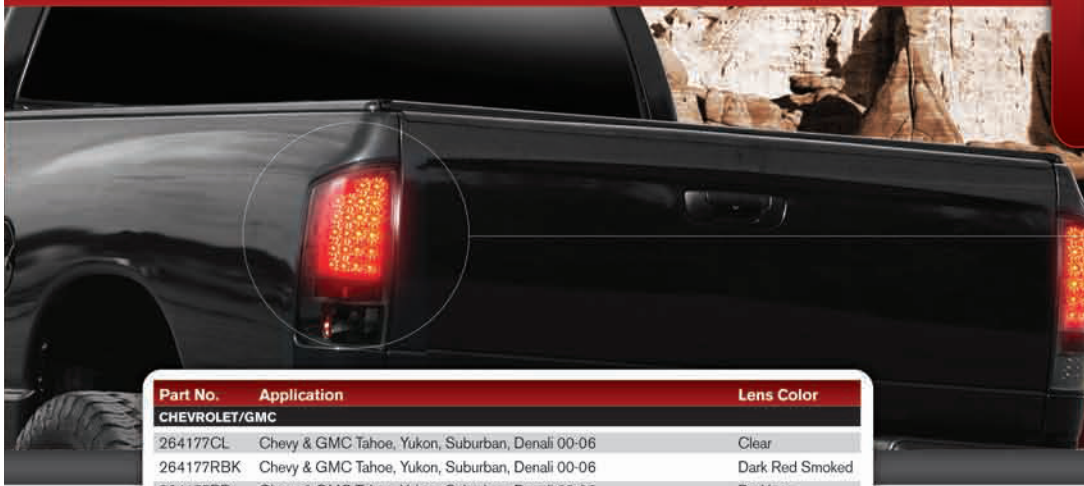 Part No. Application Lens Color
CHEVROLET/GMC
264177CL Chevy & GMC Tahoe, Yukon, Suburban, Denali 00-06 Clear
264177RBK Chevy & GMC Tahoe, Yukon, Suburban, Denali 00-06 Dark Red Smoked